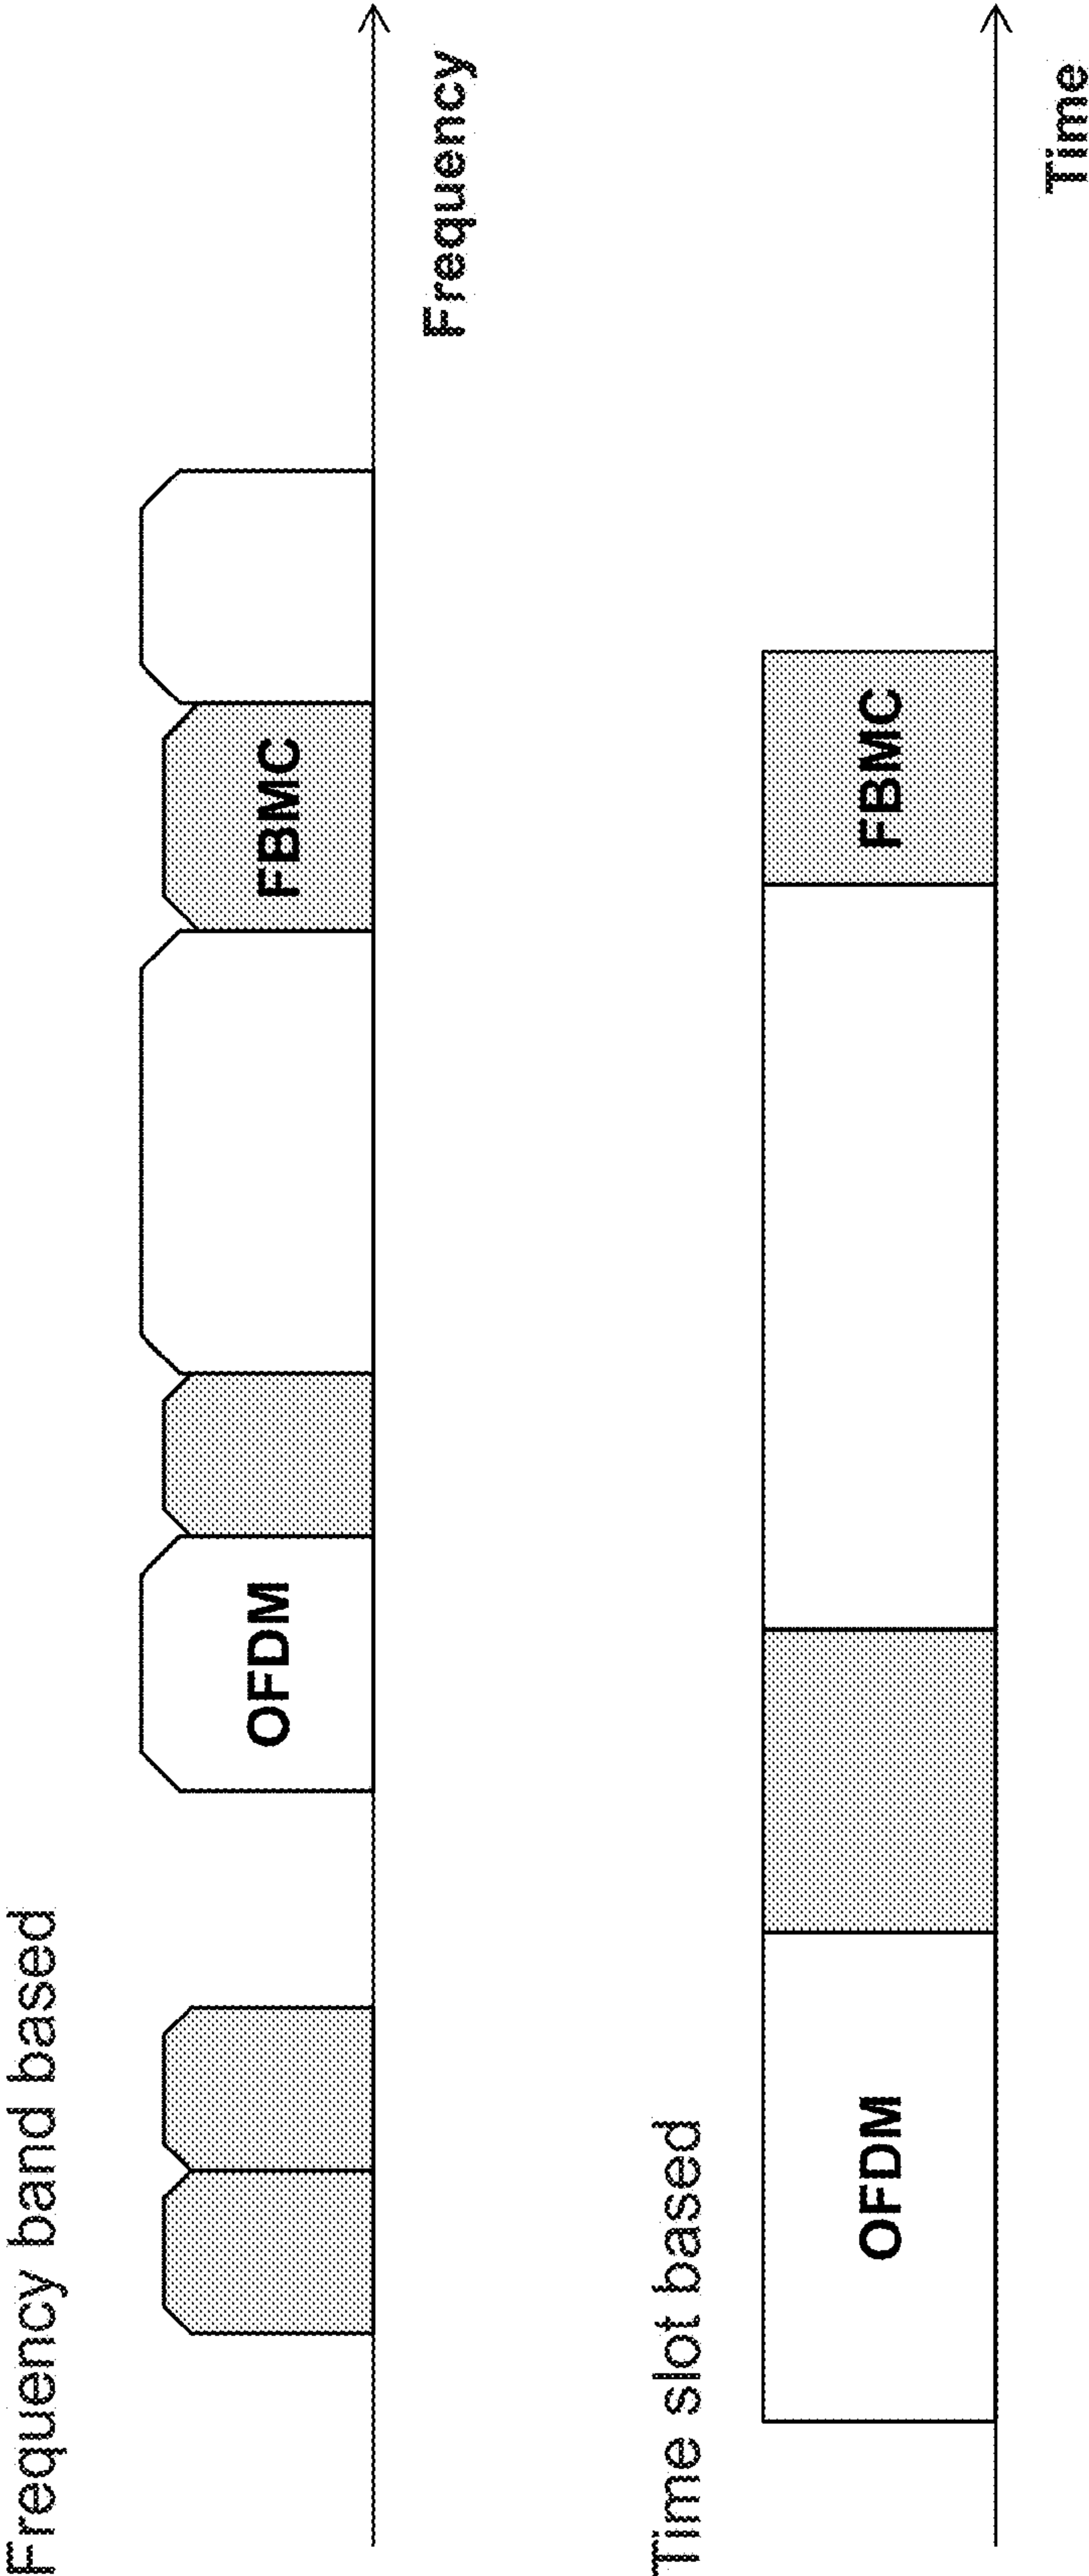 Frequency band based
OFDM
FBMC
Frequency
Time slot based
OFDM
FBMC
Time